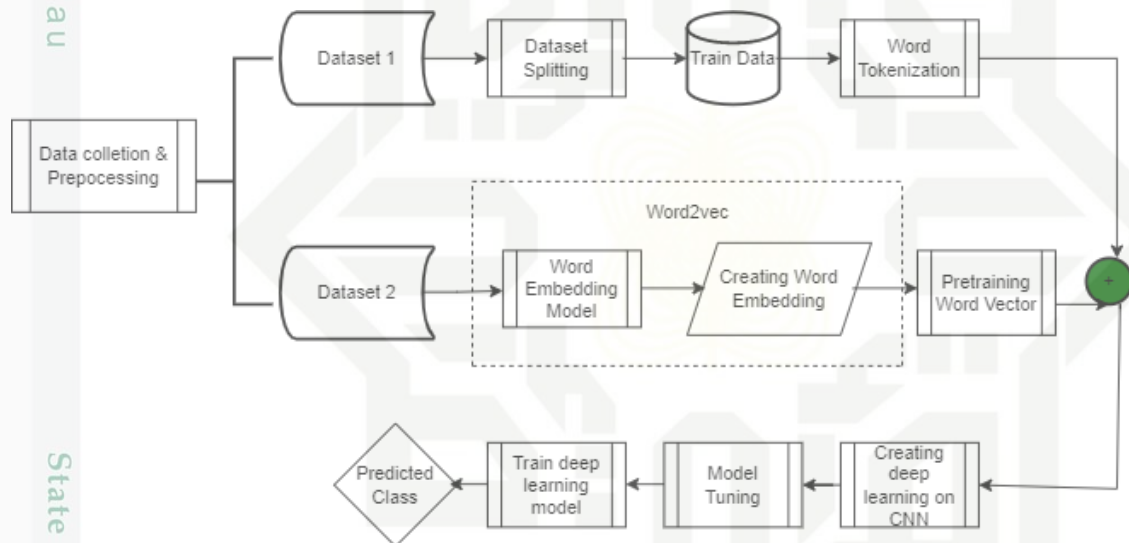 au
State
Data colletion &
Prepocessing
Dataset 1
Dataset
Splitting
Train Data
Word
Tokenization
Word2vec
Dataset 2
Word
Embedding
Model
Creating Word
Embedding
Pretraining
Word Vector
+
Predicted
Class
Train deep
learning
model
Model
Tuning
Creating
deep
learning on
CNN